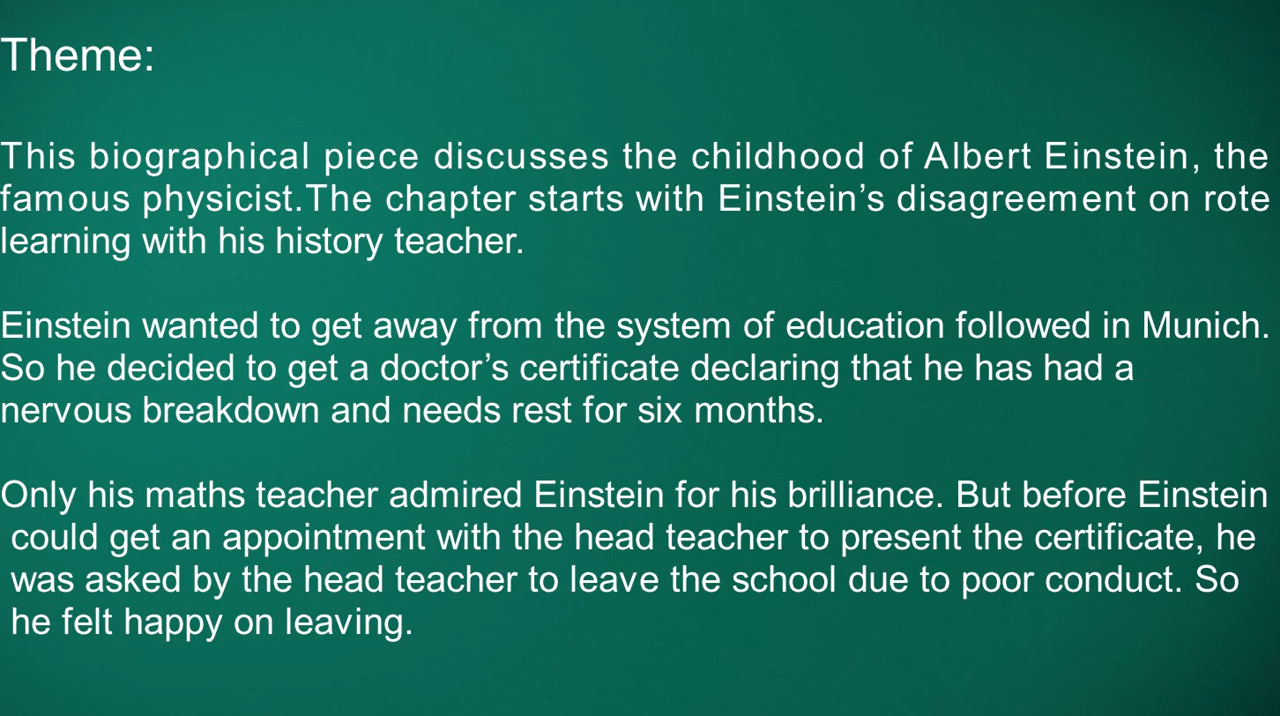 Theme:
This biographical piece discusses the childhood of Albert Einstein, the
famous physicist.The chapter starts with Einstein’s disagreement on rote
learning with his history teacher.
Einstein wanted to get away from the system of education followed in Munich.
So he decided to get a doctor’s certificate declaring that he has had a
nervous breakdown and needs rest for six months.
Only his maths teacher admired Einstein for his brilliance. But before Einstein
could get an appointment with the head teacher to present the certificate, he
was asked by the head teacher to leave the school due to poor conduct. So
he felt happy on leaving.